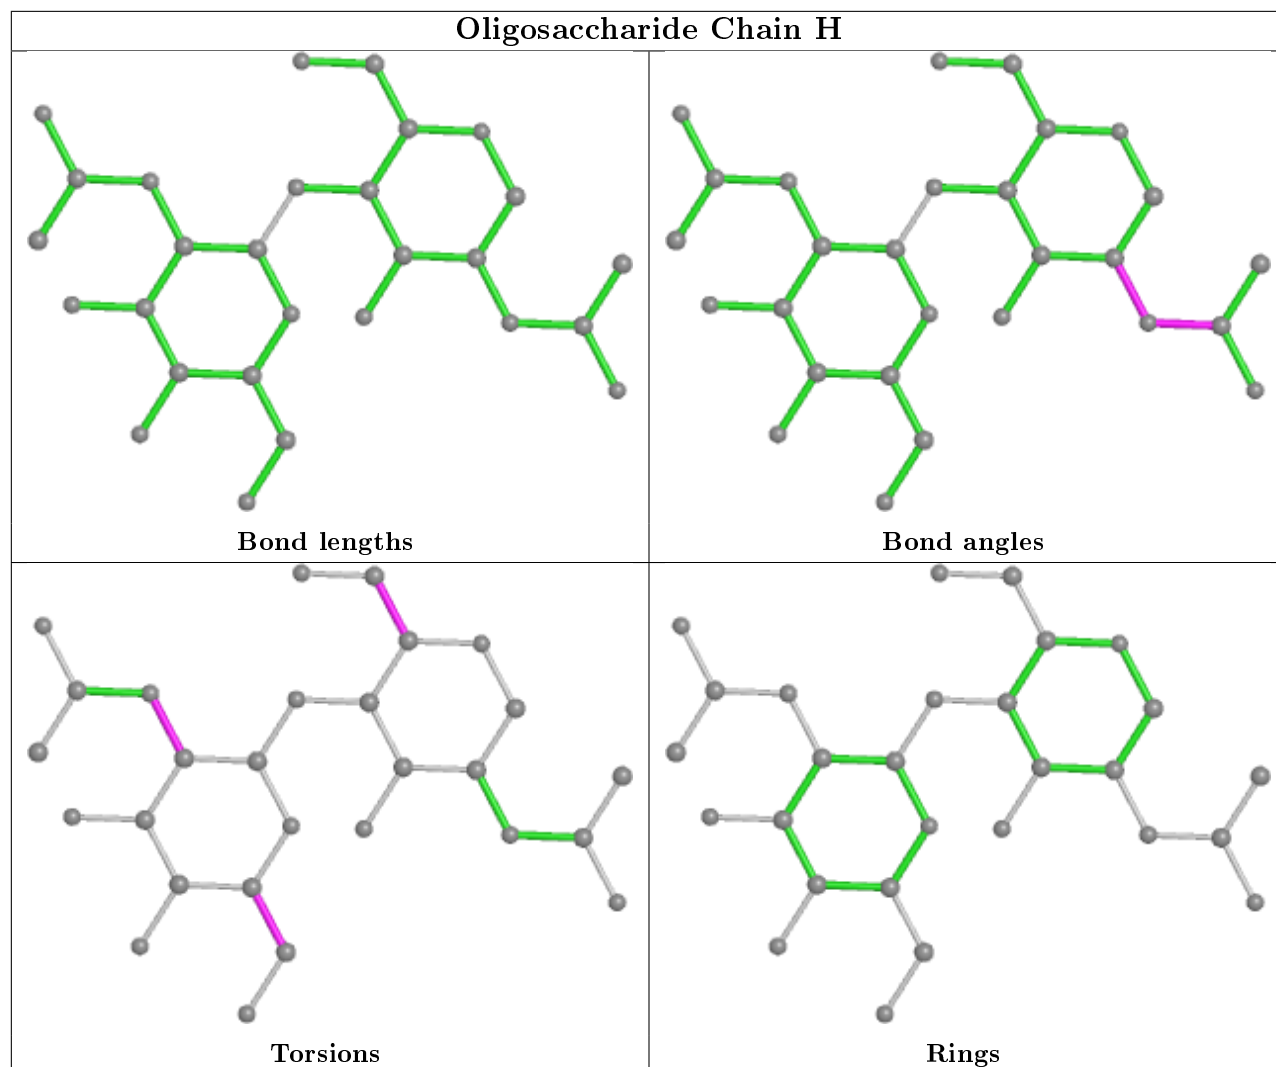 Oligosaccharide Chain H
Bond lengths
Bond angles
Torsions
Rings